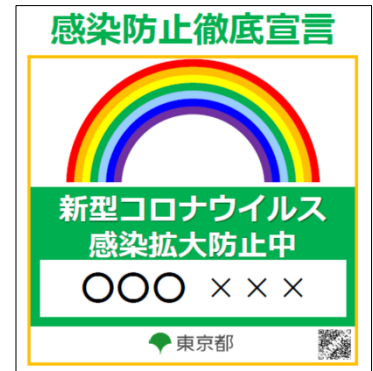 感染防止徹底宣言
新型コロナウイルス
感染拡大防止中
〇〇〇 ×××
東京都